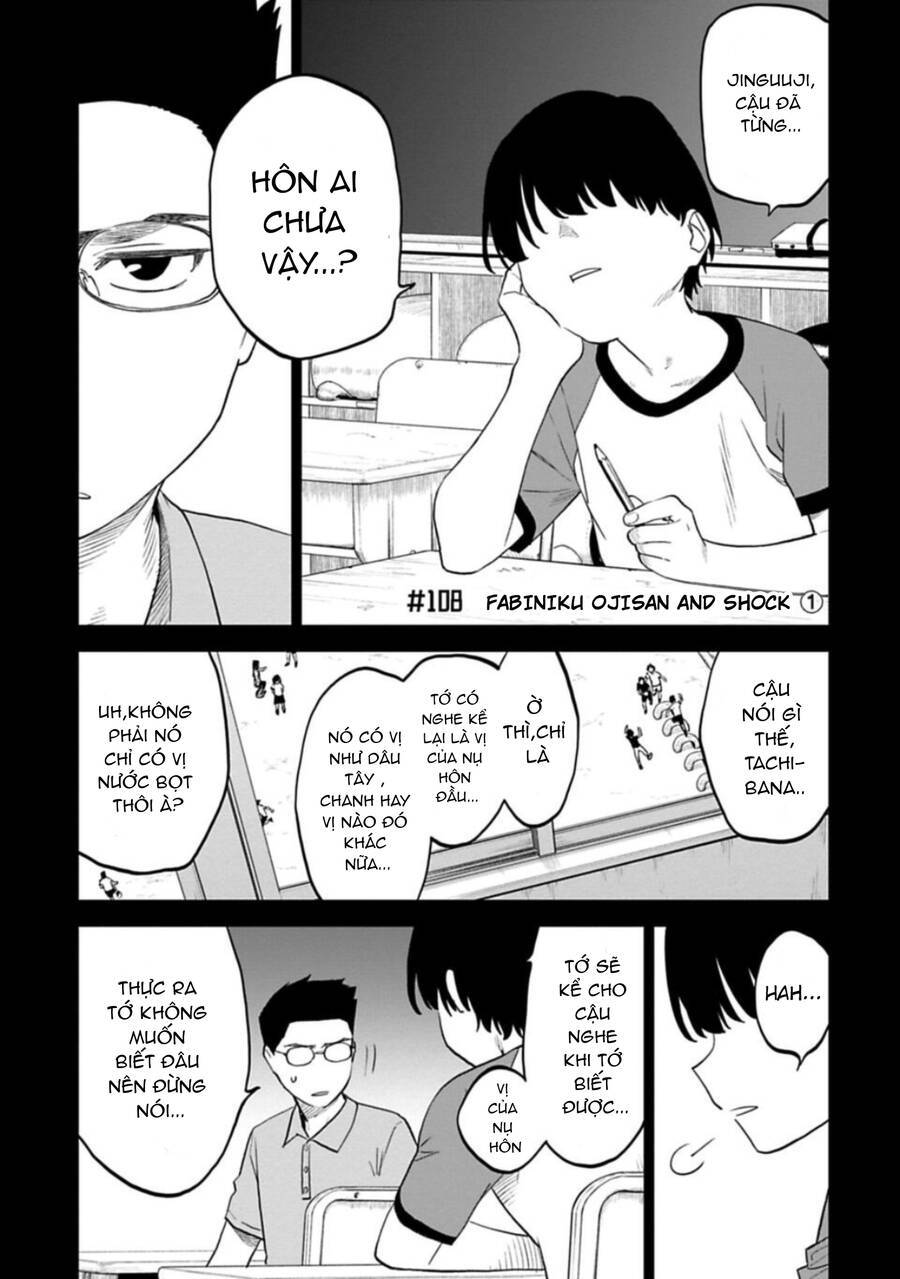 JINGUUJI,
CẬU ĐÃ
TỪNG...
HÔN AI
CHƯA
VẬY...?
#108 FABINIKU OJISAN AND SHOCK ①
CẬU
NÓI GÌ
THẾ,
TACHI-
BANA..
Ờ
THÌ,CHỈ
LÀ
TỚ CÓ
NGHE KỂ
LẠI LÀ VỊ
CỦA NỤ
HÔN
ĐẦU...
NÓ CÓ VỊ
NHƯ DÂU
TÂY ,
CHANH HAY
VỊ NÀO ĐÓ
KHÁC
NỮA...
UH,KHÔNG
PHẢI NÓ
CHỈ CÓ VỊ
NƯỚC BỌT
THÔI À?
HAH...
TỚ SẼ
KỂ CHO
CẬU
NGHE
KHI TỚ
BIẾT
ĐƯỢC...
VỊ
CỦA
NỤ
HÔN
THỰC RA
TỚ KHÔNG
MUỐN
BIẾT ĐÂU
NÊN ĐỪNG
NÓI...